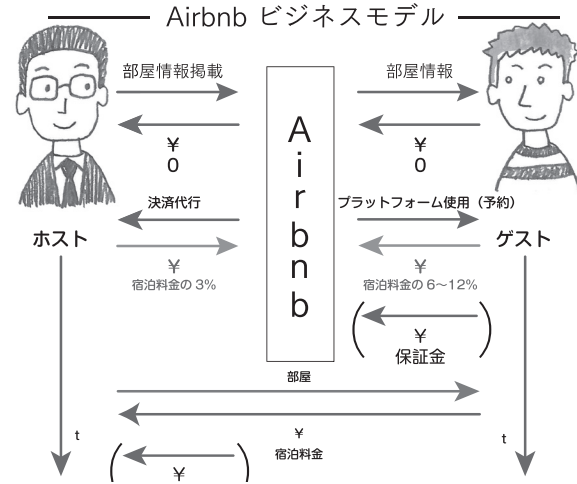 Airbnb ビジネスモデル
部屋情報掲載
部屋情報
¥
0
¥
0
Airbnb
決済代行
プラットフォーム使用（予約）
ホスト
ゲスト
¥
宿泊料金の 3%
¥
宿泊料金の 6〜12%
¥
保証金
部屋
¥
宿泊料金
t
t
¥